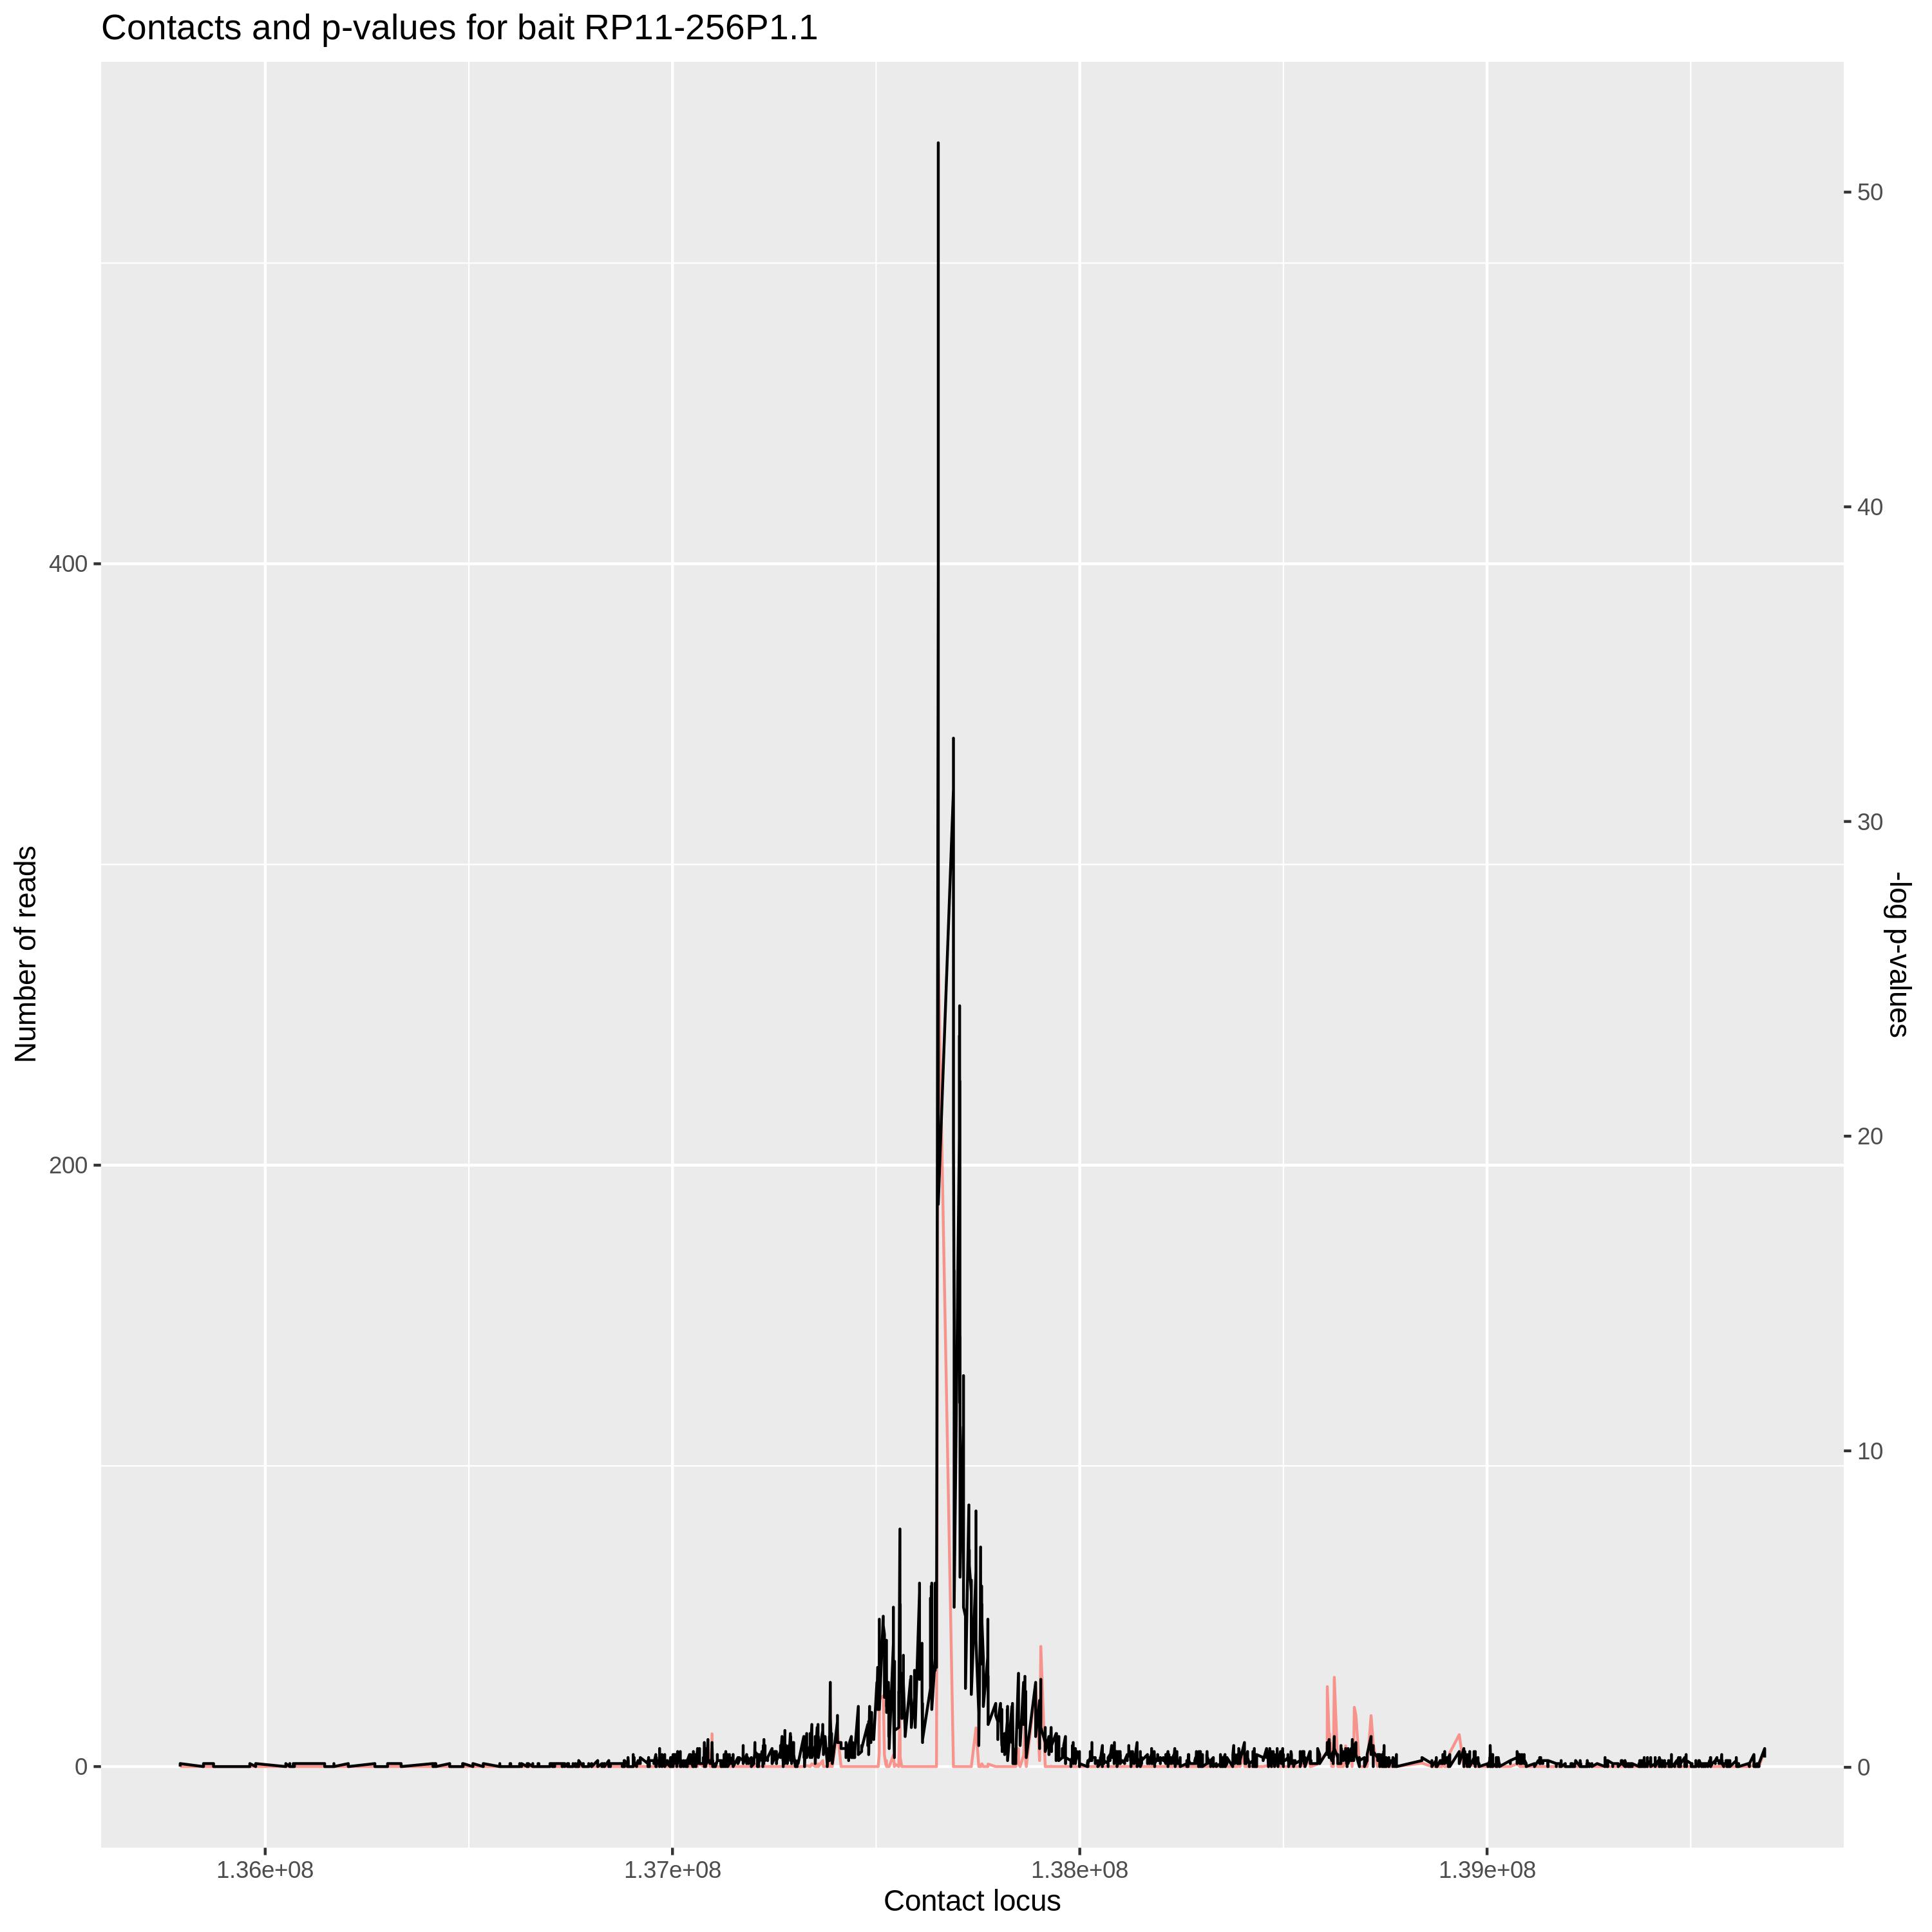 Contacts and p-values for bait RP11-256P1.1
Number of reads
400
200
0
50
40
30
20
10
0
-log p-values
1.36e+08
1.37e+08
1.38e+08
1.39e+08
Contact locus